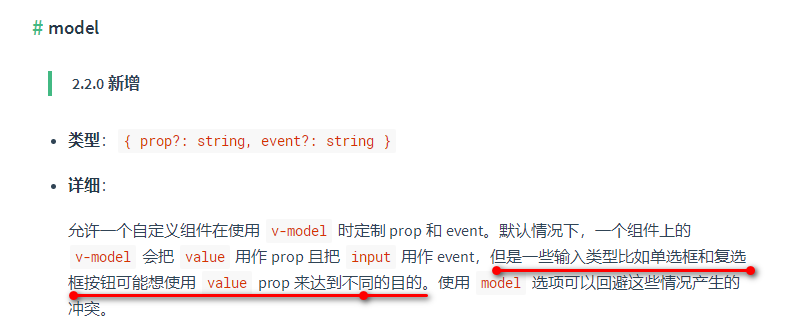 # model
2.2.0 新增
• 类型： { prop?: string, event?: string }
• 详细：
允许一个自定义组件在使用 v-model 时定制 prop 和 event。默认情况下，一个组件上的
v-model 会把 value 用作 prop 且把 input 用作 event，但是一些输入类型比如单选框和复选
框按钮可能想使用 value prop 来达到不同的目的。使用 model 选项可以回避这些情况产生的
冲突。